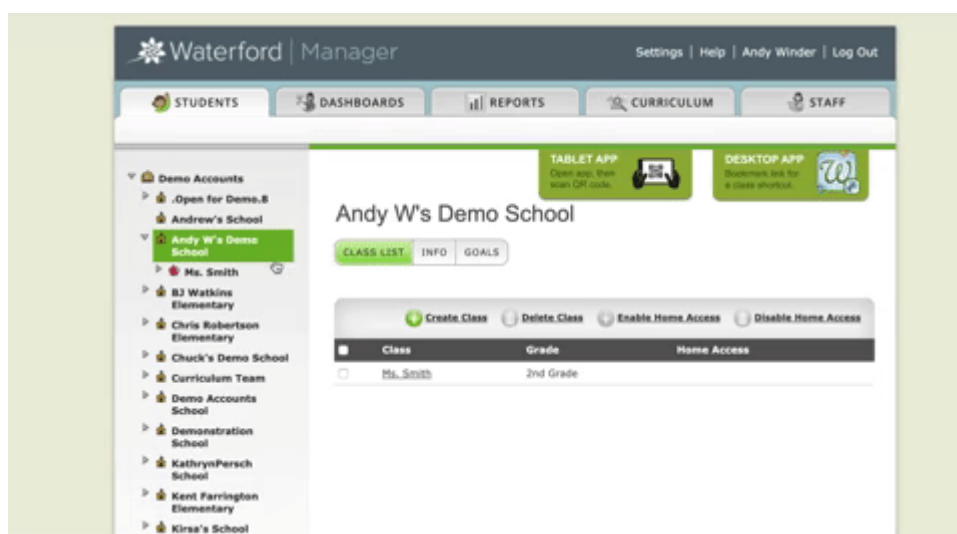 Waterford | Manager
Settings | Help | Andy Winder | Log Out
STUDENTS
DASHBOARDS
REPORTS
CURRICULUM
STAFF
TABLET APP
Open app, then
scan QR code.
DESKTOP APP
Bookmark link for
a class shortcut.
W
Demo Accounts
.Open for Demo.8
Andrew's School
Andy W's Demo
School
Ms. Smith
BJ Watkins
Elementary
Chris Robertson
Elementary
Chuck's Demo School
Curriculum Team
Demo Accounts
School
Demonstration
School
KathrynPersch
School
Kent Farrington
Elementary
Kirsa's School
Andy W's Demo School
CLASS LIST
INFO
GOALS
Create Class
Delete Class
Enable Home Access
Disable Home Access
Class
Grade
Home Access
Ms. Smith
2nd Grade